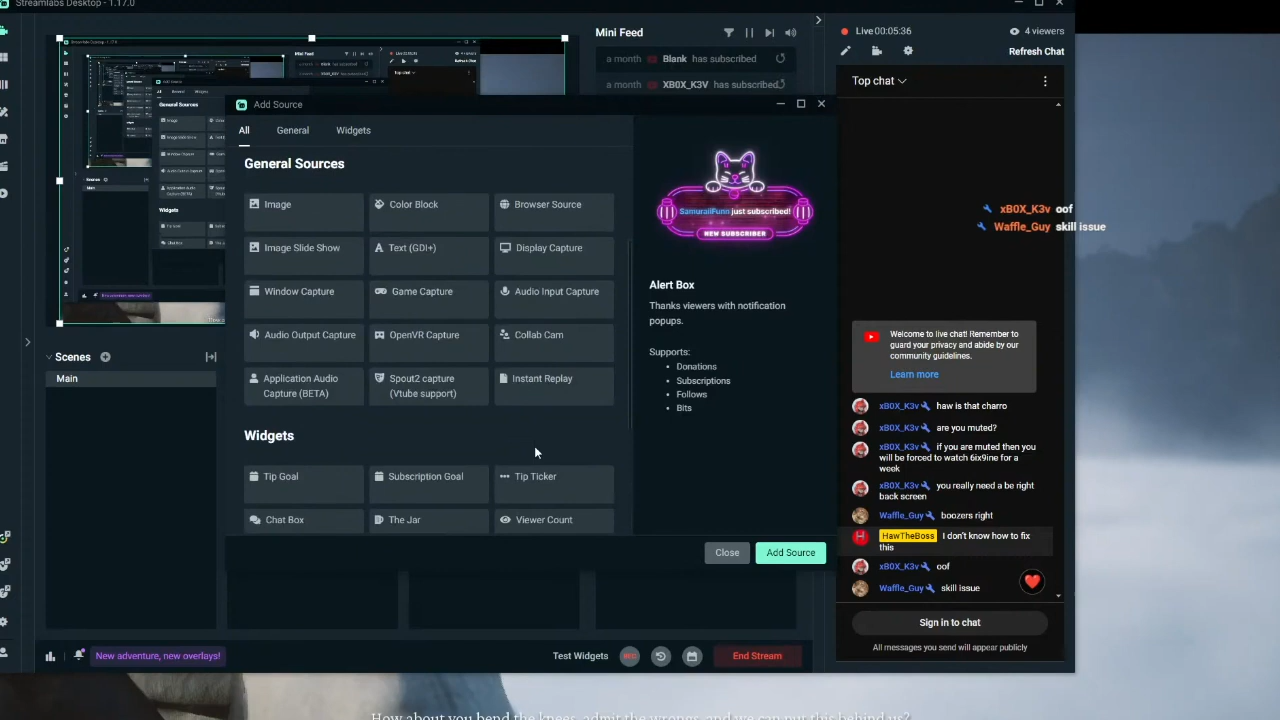 Streamlabs Desktop - 1.17.0
Mini Feed
a month Blank has subscribed
a month XB0X_K3V has subscribed.
Live 00:05:36
4 viewers
Refresh Chat
Top chat
Add Source
All
General
Widgets
General Sources
Image
Color Block
Browser Source
Image Slide Show
Text (GDI+)
Display Capture
Window Capture
Game Capture
Audio Input Capture
Audio Output Capture
OpenVR Capture
Collab Cam
Application Audio
Capture (BETA)
Spout2 capture
(Vtube support)
Instant Replay
Widgets
Tip Goal
Subscription Goal
Tip Ticker
Chat Box
The Jar
Viewer Count
SamuraiiFunn just subscribed!
NEW SUBSCRIBER
Alert Box
Thanks viewers with notification
popups.
Supports:
Donations
Subscriptions
Follows
Bits
Close
Add Source
Scenes
Main
New adventure, new overlays!
Test Widgets
REC
End Stream
xB0X_K3v oof
Waffle_Guy skill issue
Welcome to live chat! Remember to
guard your privacy and abide by our
community guidelines.
Learn more
xB0X_K3v haw is that charro
xB0X_K3v are you muted?
xB0X_K3v if you are muted then you
will be forced to watch 6ix9ine for a
week
xB0X_K3v you really need a be right
back screen
Waffle_Guy boozers right
HawTheBoss I don't know how to fix
this
xB0X_K3v oof
Waffle_Guy skill issue
Sign in to chat
All messages you send will appear publicly
How about you bend the knees, admit the wrongs, and we can put this behind us?